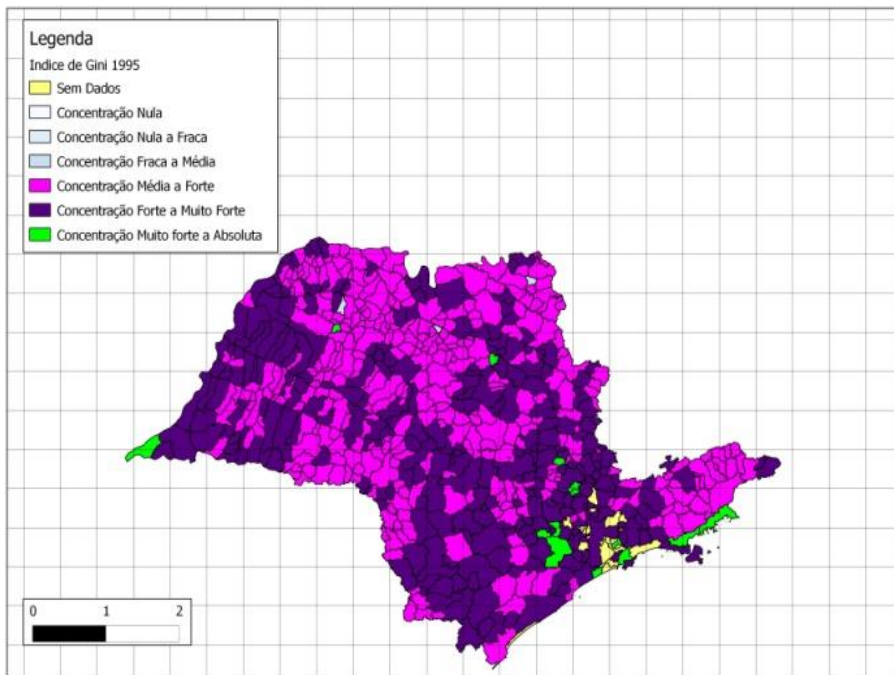 Legenda
Indice de Gini 1995
Sem Dados
Concentração Nula
Concentração Nula a Fraca
Concentração Fraca a Média
Concentração Média a Forte
Concentração Forte a Muito Forte
Concentração Muito forte a Absoluta
0 1 2